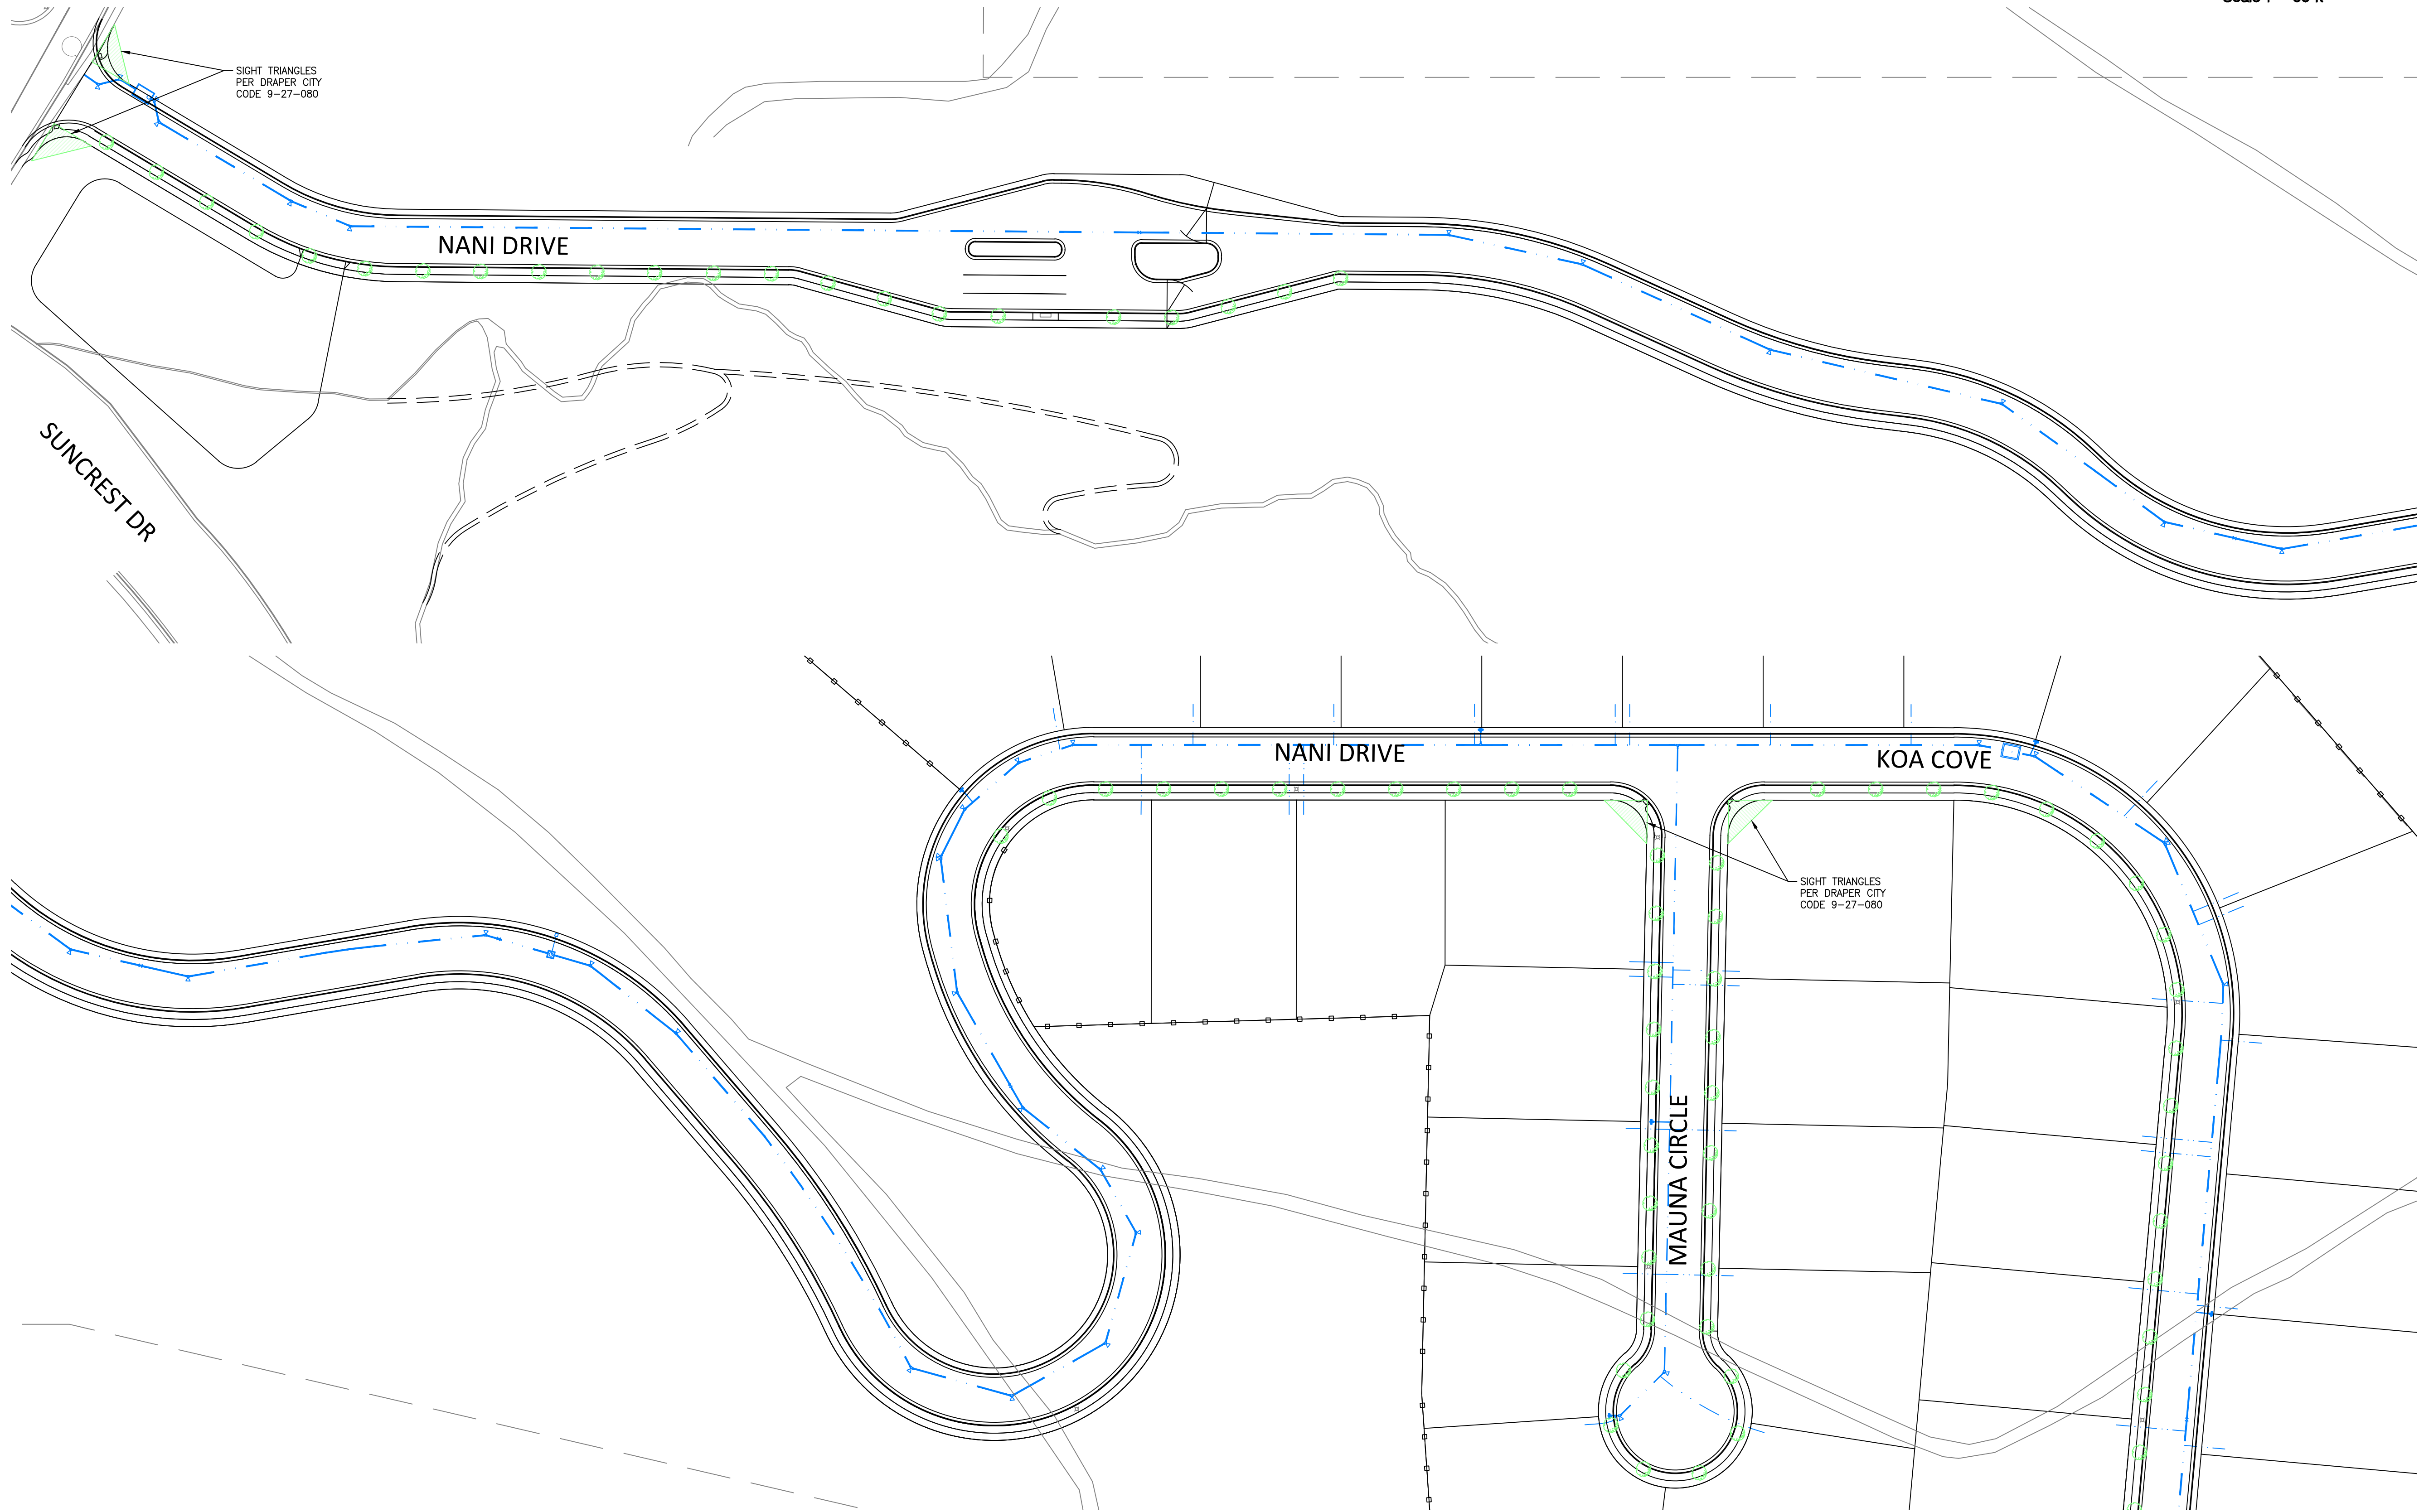 SIGHT TRIANGLES
PER DRAPER CITY
CODE 9-27-080
NANI DRIVE
SUNCREST DR
NANI DRIVE
KOA COVE
SIGHT TRIANGLES
PER DRAPER CITY
CODE 9-27-080
MAUNA CIRCLE